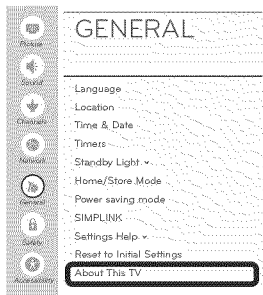 GENERAL
Picture
Sound
Channels
Network
General
Safety
Accessibility
Language
Location
Time & Date
Timers
Standby Light
Home/Store Mode
Power saving mode
SIMPLINK
Settings Help
Reset to Initial Settings
About This TV